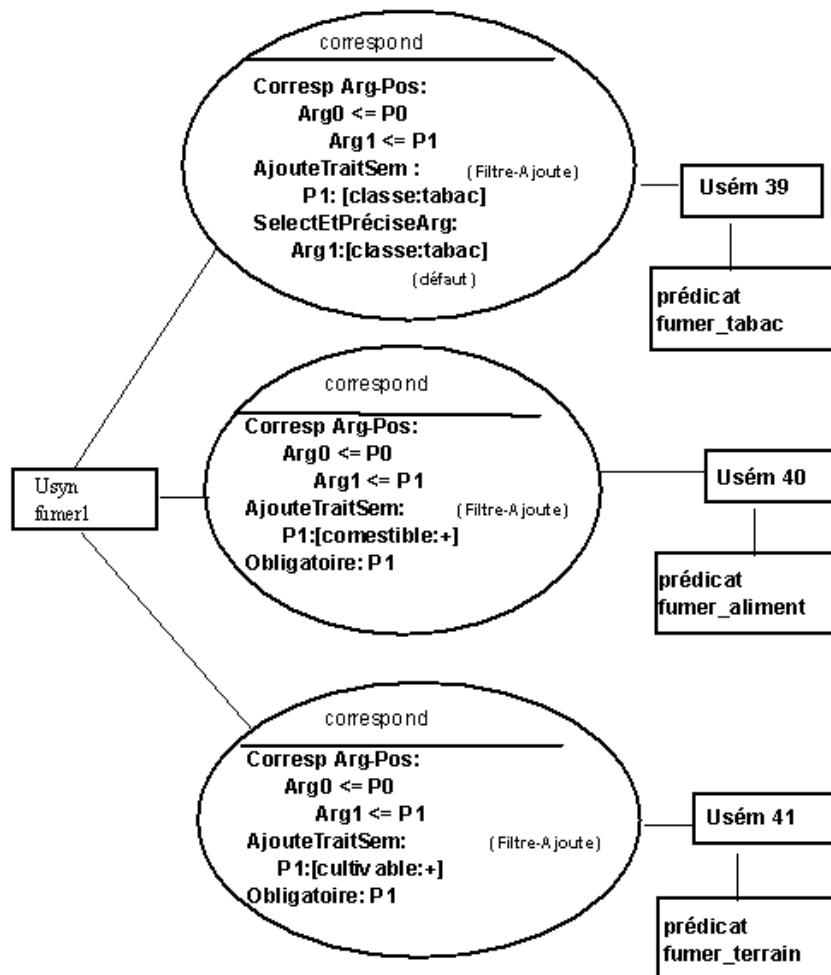 correspond
Corresp Arg-Pos:
Arg0 <= P0
Arg1 <= P1
AjouteTraitSem : (Filtre-Ajoute)
P1: [classe:tabac]
SelectEtPréciseArg:
Arg1:[classe:tabac]
(défaut)
Usém 39
prédicat
fumer_tabac
correspond
Corresp Arg-Pos:
Arg0 <= P0
Arg1 <= P1
AjouteTraitSem: (Filtre-Ajoute)
P1:[comestible:+]
Obligatoire: P1
Usém 40
prédicat
fumer_aliment
Usyn
fumer1
correspond
Corresp Arg-Pos:
Arg0 <= P0
Arg1 <= P1
AjouteTraitSem: (Filtre-Ajoute)
P1:[cultivable:+]
Obligatoire: P1
Usém 41
prédicat
fumer_terrain